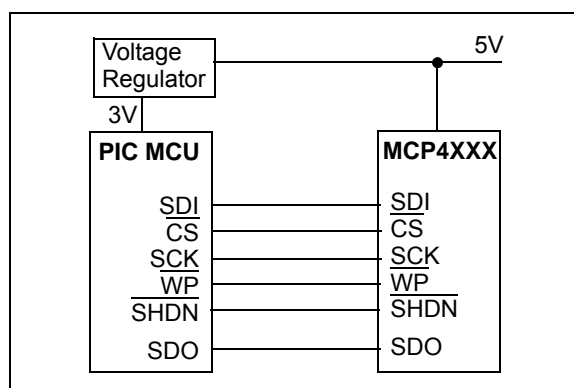 Voltage
Regulator
5V
3V
PIC MCU
MCP4XXX
SDI
SDI
CS
CS
SCK
SCK
WP
WP
SHDN
SHDN
SDO
SDO